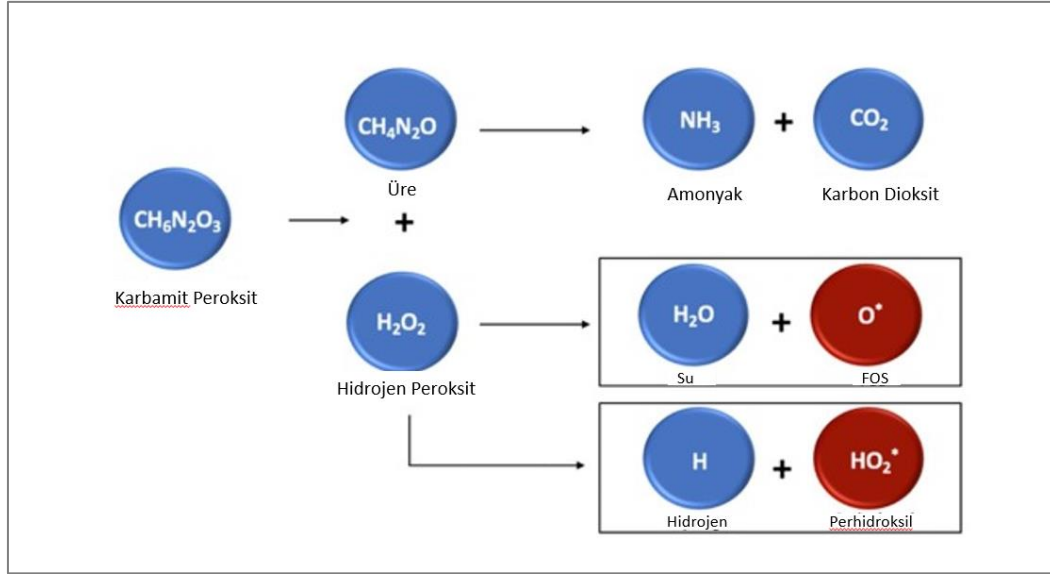 CH₄N₂O
Üre
NH₃ + CO₂
Amonyak Karbon Dioksit
CH₆N₂O₃
Karbamit Peroksit
+
H₂O₂
Hidrojen Peroksit
H₂O + O*
Su FOS
H + HO₂*
Hidrojen Perhidroksil